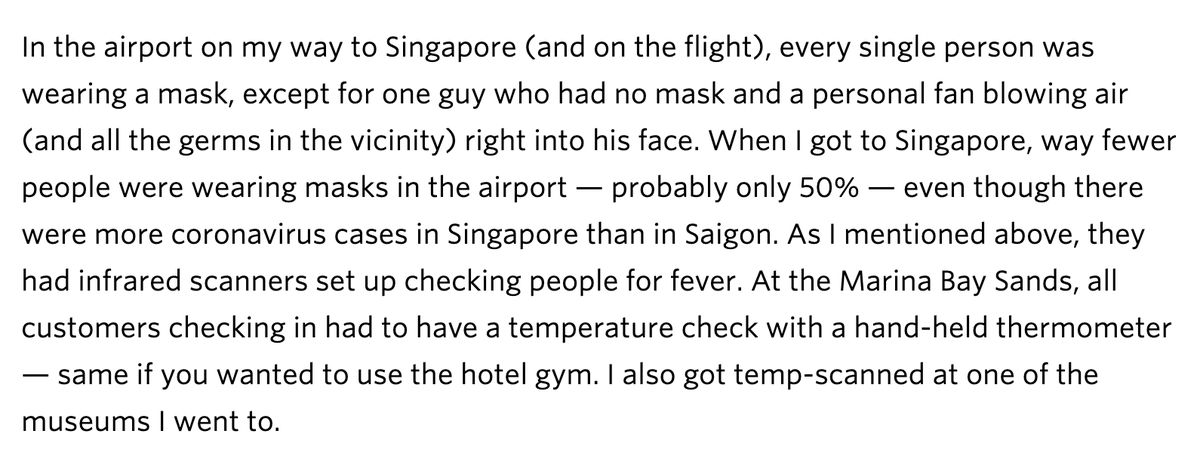 In the airport on my way to Singapore (and on the flight), every single person was
wearing a mask, except for one guy who had no mask and a personal fan blowing air
(and all the germs in the vicinity) right into his face. When I got to Singapore, way fewer
people were wearing masks in the airport — probably only 50% — even though there
were more coronavirus cases in Singapore than in Saigon. As I mentioned above, they
had infrared scanners set up checking people for fever. At the Marina Bay Sands, all
customers checking in had to have a temperature check with a hand-held thermometer
— same if you wanted to use the hotel gym. I also got temp-scanned at one of the
museums I went to.